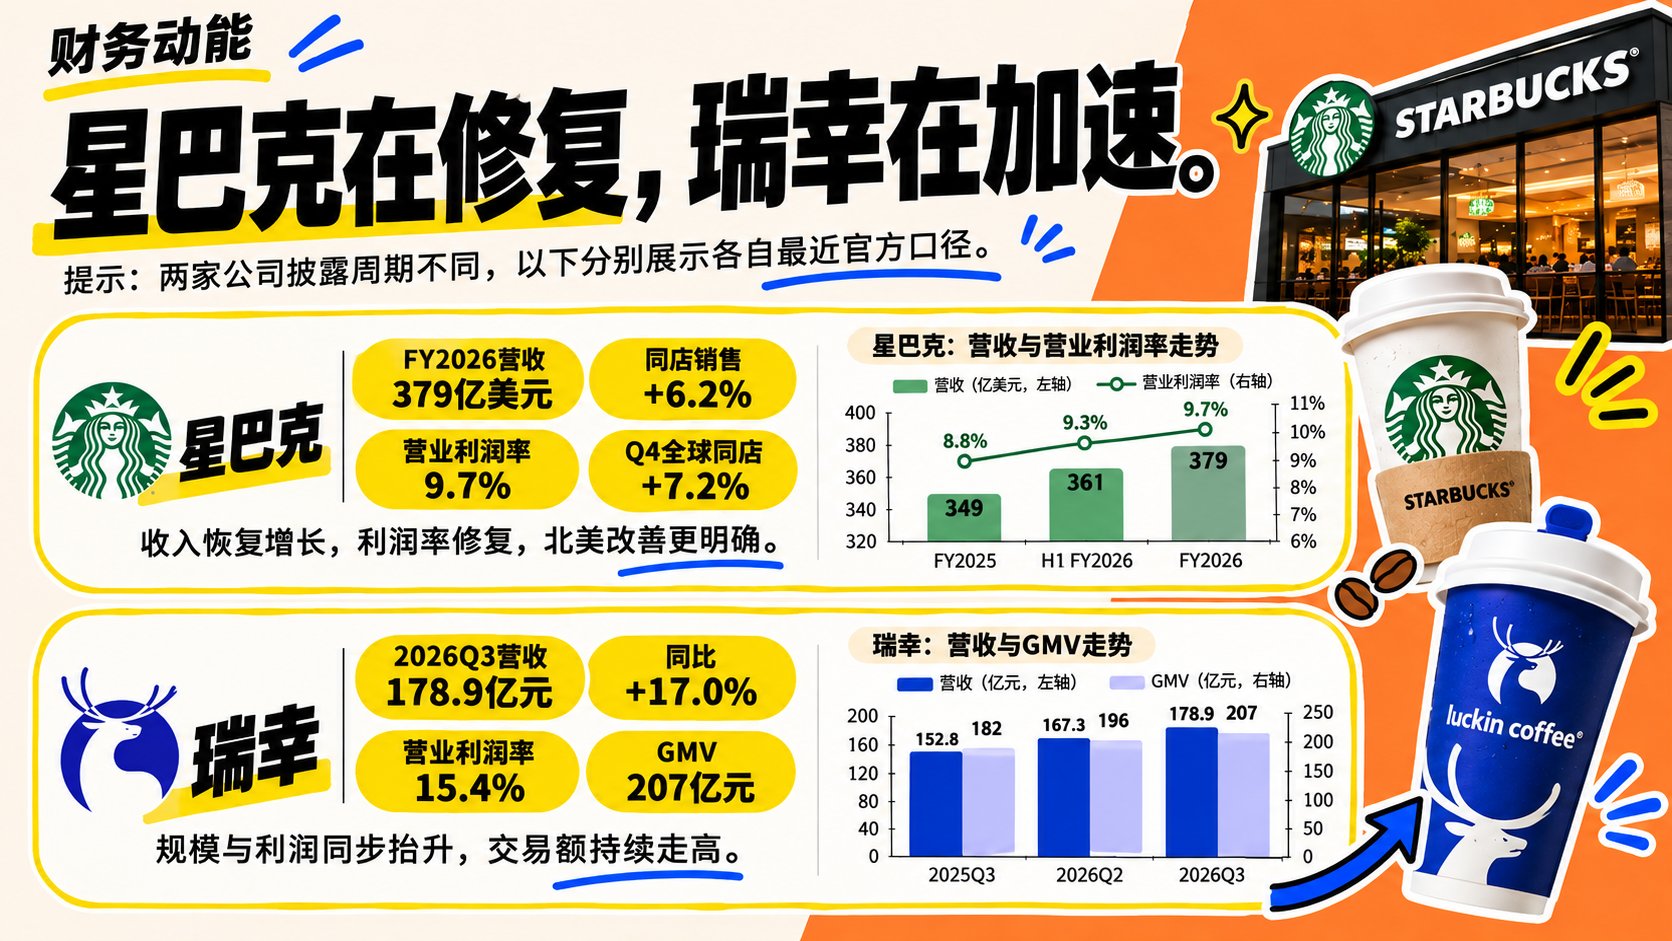 财务动能
星巴克在修复，瑞幸在加速。
提示：两家公司披露周期不同，以下分别展示各自最近官方口径。
STARBUCKS®
星巴克
FY2026营收
379亿美元
同店销售
+6.2%
营业利润率
9.7%
Q4全球同店
+7.2%
收入恢复增长，利润率修复，北美改善更明确。
星巴克：营收与营业利润率走势
营收（亿美元，左轴）
营业利润率（右轴）
400
380
360
340
320
8.8%
9.3%
9.7%
349
361
379
11%
10%
9%
8%
7%
6%
FY2025
H1 FY2026
FY2026
STARBUCKS®
瑞幸
2026Q3营收
178.9亿元
同比
+17.0%
营业利润率
15.4%
GMV
207亿元
规模与利润同步抬升，交易额持续走高。
瑞幸：营收与GMV走势
营收（亿元，左轴）
GMV（亿元，右轴）
200
160
120
80
40
0
152.8
182
167.3
196
178.9
207
250
200
150
100
50
0
2025Q3
2026Q2
2026Q3
luckin coffee®